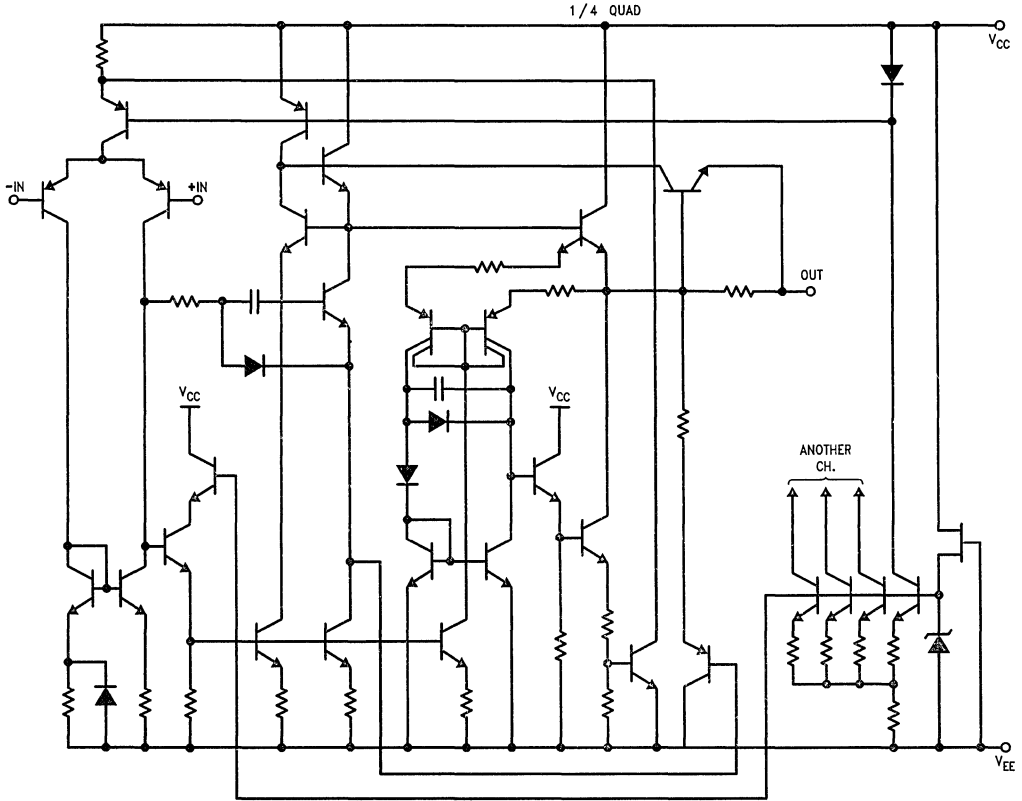 1/4 QUAD
VCC
-IN
+IN
OUT
VCC
VCC
ANOTHER
CH.
VEE